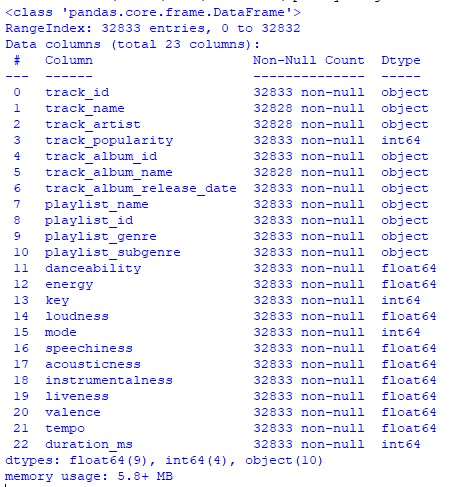 <class 'pandas.core.frame.DataFrame'>
RangeIndex: 32833 entries, 0 to 32832
Data columns (total 23 columns):
 #   Column                    Non-Null Count  Dtype
---  ------                    --------------  -----
 0   track_id                  32833 non-null  object
 1   track_name                32828 non-null  object
 2   track_artist              32828 non-null  object
 3   track_popularity          32833 non-null  int64
 4   track_album_id            32833 non-null  object
 5   track_album_name          32828 non-null  object
 6   track_album_release_date  32833 non-null  object
 7   playlist_name             32833 non-null  object
 8   playlist_id               32833 non-null  object
 9   playlist_genre            32833 non-null  object
 10  playlist_subgenre         32833 non-null  object
 11  danceability              32833 non-null  float64
 12  energy                    32833 non-null  float64
 13  key                       32833 non-null  int64
 14  loudness                  32833 non-null  float64
 15  mode                      32833 non-null  int64
 16  speechiness               32833 non-null  float64
 17  acousticness              32833 non-null  float64
 18  instrumentalness          32833 non-null  float64
 19  liveness                  32833 non-null  float64
 20  valence                   32833 non-null  float64
 21  tempo                     32833 non-null  float64
 22  duration_ms               32833 non-null  int64
dtypes: float64(9), int64(4), object(10)
memory usage: 5.8+ MB